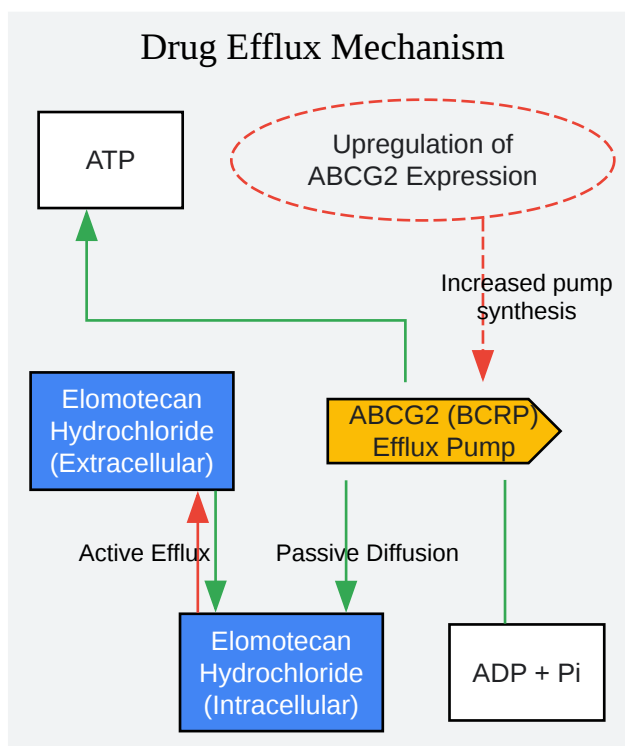 Drug Efflux Mechanism
ATP
Upregulation of
ABCG2 Expression
Increased pump
synthesis
Elomotecan
Hydrochloride
(Extracellular)
ABCG2 (BCRP)
Efflux Pump
Active Efflux
Passive Diffusion
Elomotecan
Hydrochloride
(Intracellular)
ADP + Pi